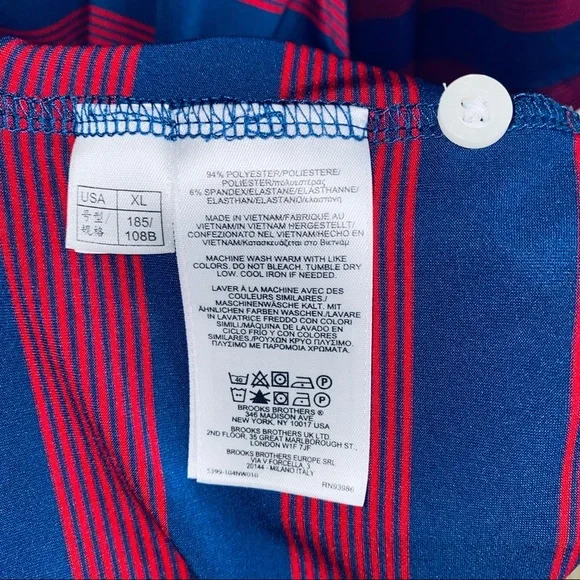 USA XL
号型/ 185/
规格 108B
94% POLYESTER/POLIESTERE/
POLIESTER/πολυεστέρας
6% SPANDEX/ELASTANE/ELASTHANNE/
ELASTHAN/ELASTANO/ελαστάνη
MADE IN VIETNAM/FABRIQUÉ AU
VIETNAM/IN VIETNAM HERGESTELLT/
CONFEZIONATO NEL VIETNAM/HECHO EN
VIETNAM/Κατασκευάζεται στο Βιετνάμ
MACHINE WASH WARM WITH LIKE
COLORS. DO NOT BLEACH. TUMBLE DRY
LOW. COOL IRON IF NEEDED.
LAVER À LA MACHINE AVEC DES
COULEURS SIMILAIRES./
MASCHINENWÄSCHE KALT. MIT
ÄHNLICHEN FARBEN WASCHEN./LAVARE
IN LAVATRICE FREDDO CON COLORI
SIMILI./MÁQUINA DE LAVADO EN
CICLO FRÍO Y CON COLORES
SIMILARES./ΡΟΥΧΩΝ ΚΡΥΟ ΠΛΥΣΙΜΟ.
ΠΛΥΣΙΜΟ ΜΕ ΠΑΡΟΜΟΙΑ ΧΡΩΜΑΤΑ.
BROOKS BROTHERS ®
346 MADISON AVE
NEW YORK, NY 10017 USA
BROOKS BROTHERS UK LTD.
2ND FLOOR, 35 GREAT MARLBOROUGH ST.,
LONDON W1F 7JF
BROOKS BROTHERS EUROPE SRL
VIA V.FORCELLA, 3
20144 - MILANO ITALY
5399-104NW016 RN93986